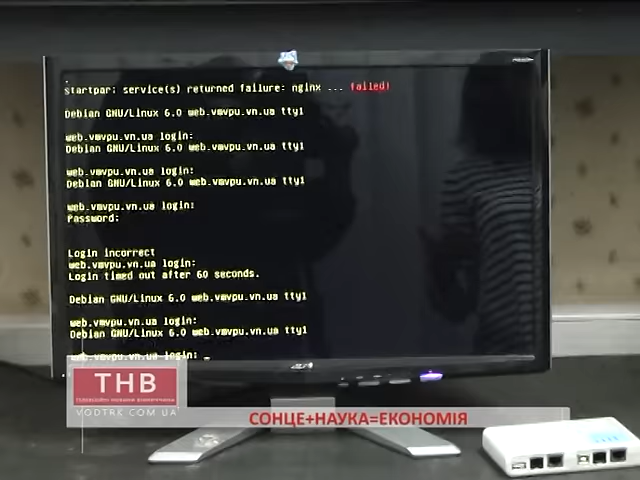 startpar: service(s) returned failure: nginx ... failed!
Debian GNU/Linux 6.0 web.vmvpu.vn.ua tty1
web.vmvpu.vn.ua login:
Debian GNU/Linux 6.0 web.vmvpu.vn.ua tty1
web.vmvpu.vn.ua login:
Debian GNU/Linux 6.0 web.vmvpu.vn.ua tty1
web.vmvpu.vn.ua login:
Password:
Login incorrect
web.vmvpu.vn.ua login:
Login timed out after 60 seconds.
Debian GNU/Linux 6.0 web.vmvpu.vn.ua tty1
web.vmvpu.vn.ua login:
Debian GNU/Linux 6.0 web.vmvpu.vn.ua tty1
web.vmvpu.vn.ua login: _
acer
ТНВ
VODTRK.COM.UA
СОНЦЕ+НАУКА=ЕКОНОМІЯ